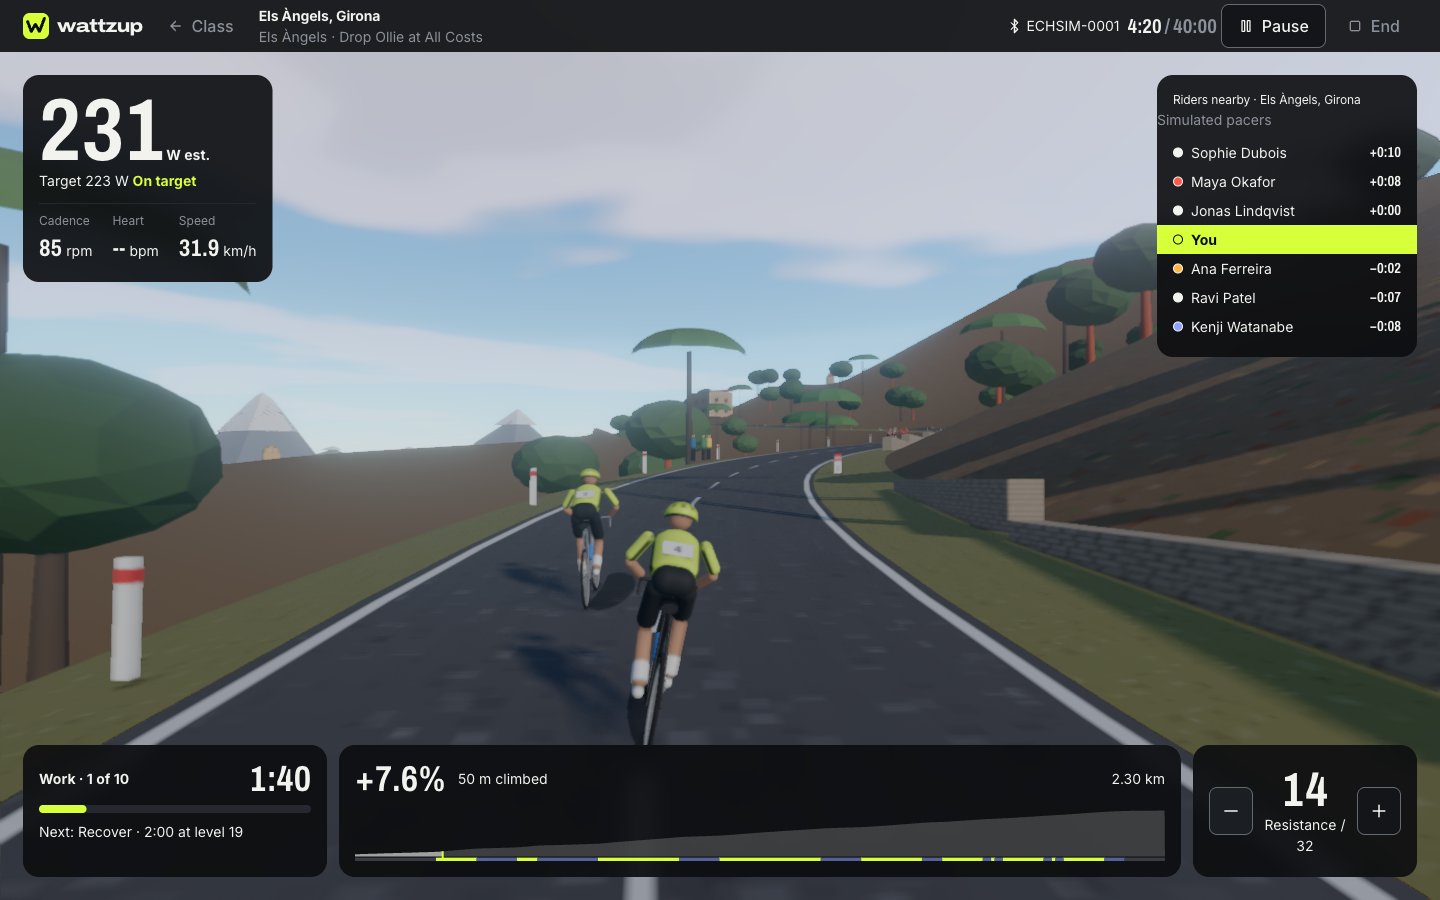 wattzup
Class
Els Àngels, Girona
Els Àngels · Drop Ollie at All Costs
ECHSIM-0001 4:20 / 40:00
Pause
End
231 W est.
Target 223 W On target
Cadence Heart Speed
85 rpm -- bpm 31.9 km/h
Riders nearby · Els Àngels, Girona
Simulated pacers
Sophie Dubois +0:10
Maya Okafor +0:08
Jonas Lindqvist +0:00
You
Ana Ferreira −0:02
Ravi Patel −0:07
Kenji Watanabe −0:08
4
Work · 1 of 10 1:40
Next: Recover · 2:00 at level 19
+7.6% 50 m climbed 2.30 km
− 14 +
Resistance /
32